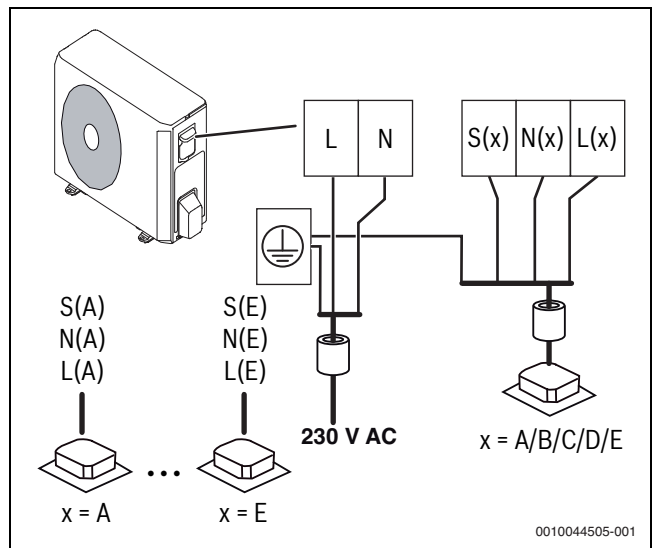 L N
S(x) N(x) L(x)
S(A)
N(A)
L(A)
S(E)
N(E)
L(E)
230 V AC
x = A/B/C/D/E
...
x = A
x = E
0010044505-001